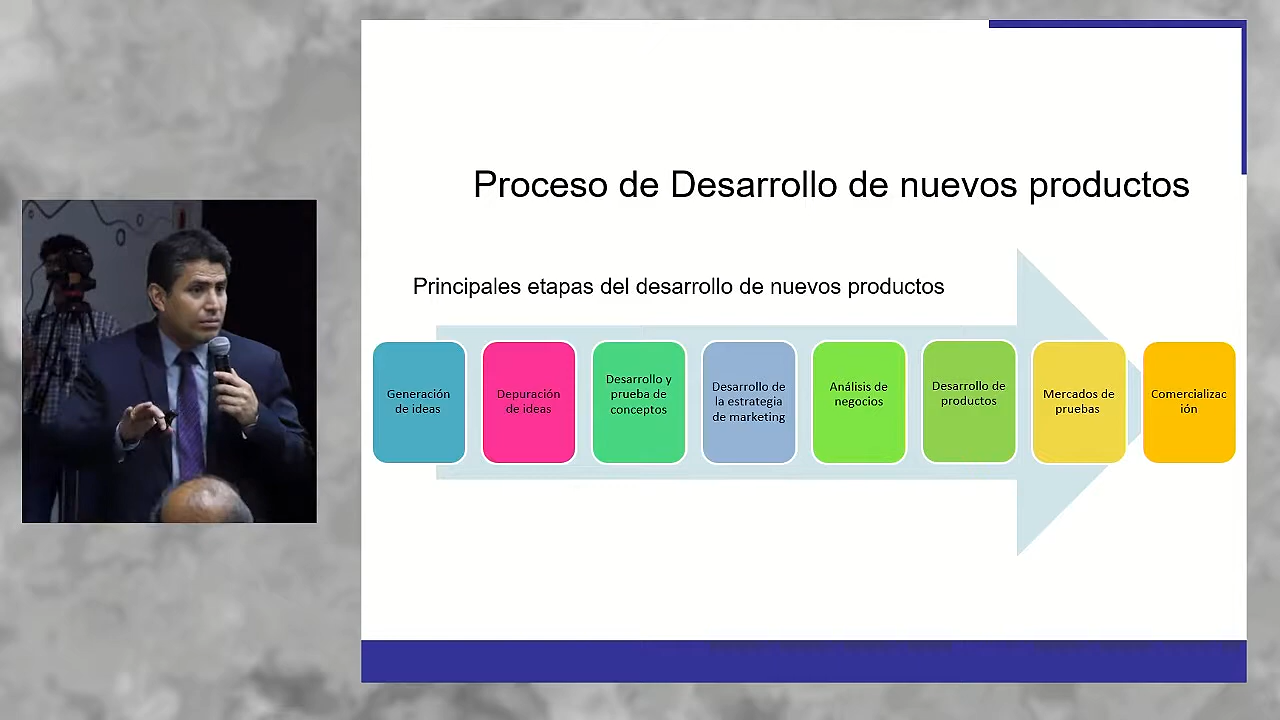 Proceso de Desarrollo de nuevos productos
Principales etapas del desarrollo de nuevos productos
Generación
de ideas
Depuración
de ideas
Desarrollo y
prueba de
conceptos
Desarrollo de
la estrategia
de marketing
Análisis de
negocios
Desarrollo de
productos
Mercados de
pruebas
Comercializac
ión